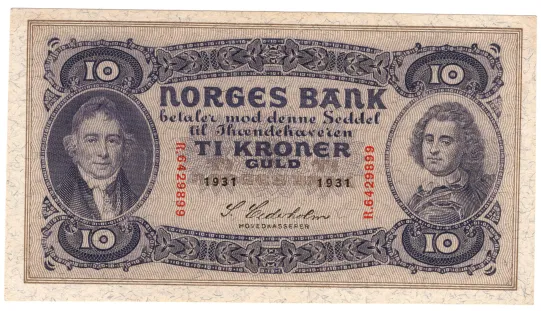 10 10
NORGES BANK
betaler mod denne Seddel
til Ihændehaveren
TI KRONER
GULD
1931 1931
R.6429899 R.6429899
HOVEDKASSERER
10 10